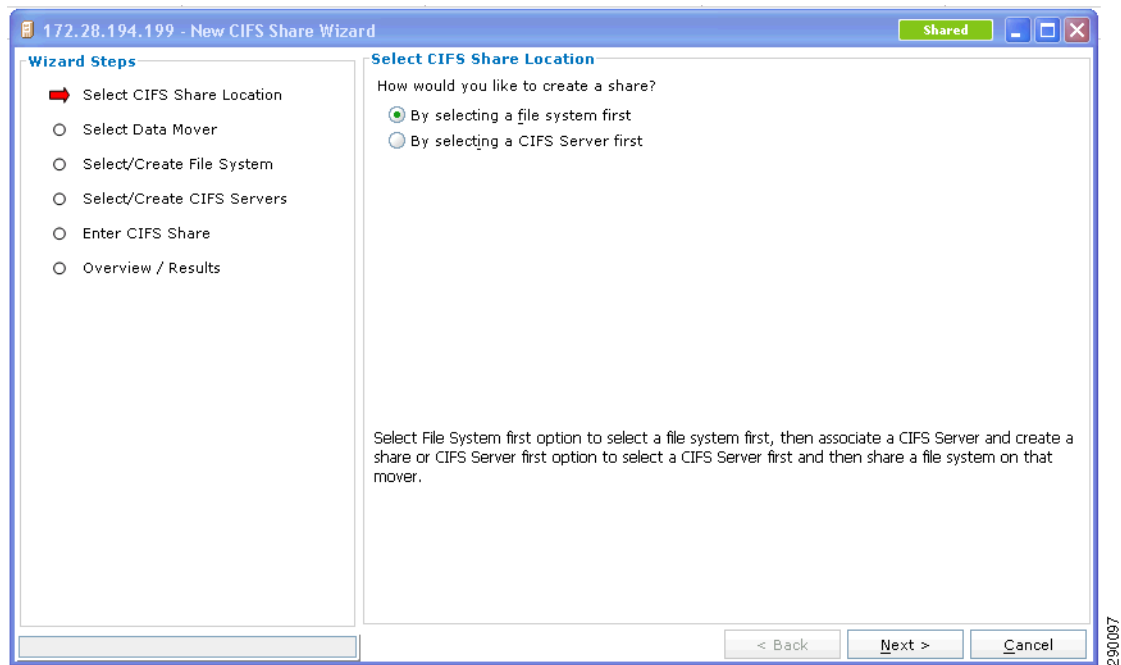 172.28.194.199 - New CIFS Share Wizard
Shared
Wizard Steps
Select CIFS Share Location
Select Data Mover
Select/Create File System
Select/Create CIFS Servers
Enter CIFS Share
Overview / Results
Select CIFS Share Location
How would you like to create a share?
By selecting a file system first
By selecting a CIFS Server first
Select File System first option to select a file system first, then associate a CIFS Server and create a
share or CIFS Server first option to select a CIFS Server first and then share a file system on that
mover.
< Back
Next >
Cancel
290097